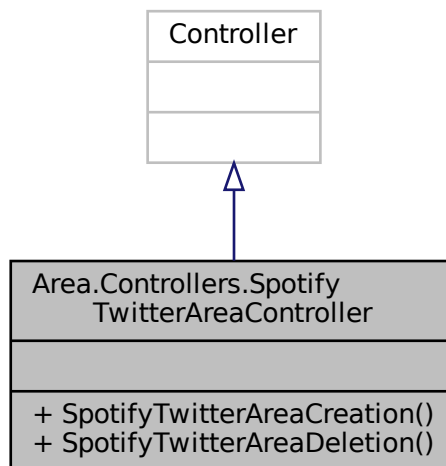 Controller
Area.Controllers.Spotify
TwitterAreaController
+ SpotifyTwitterAreaCreation()
+ SpotifyTwitterAreaDeletion()